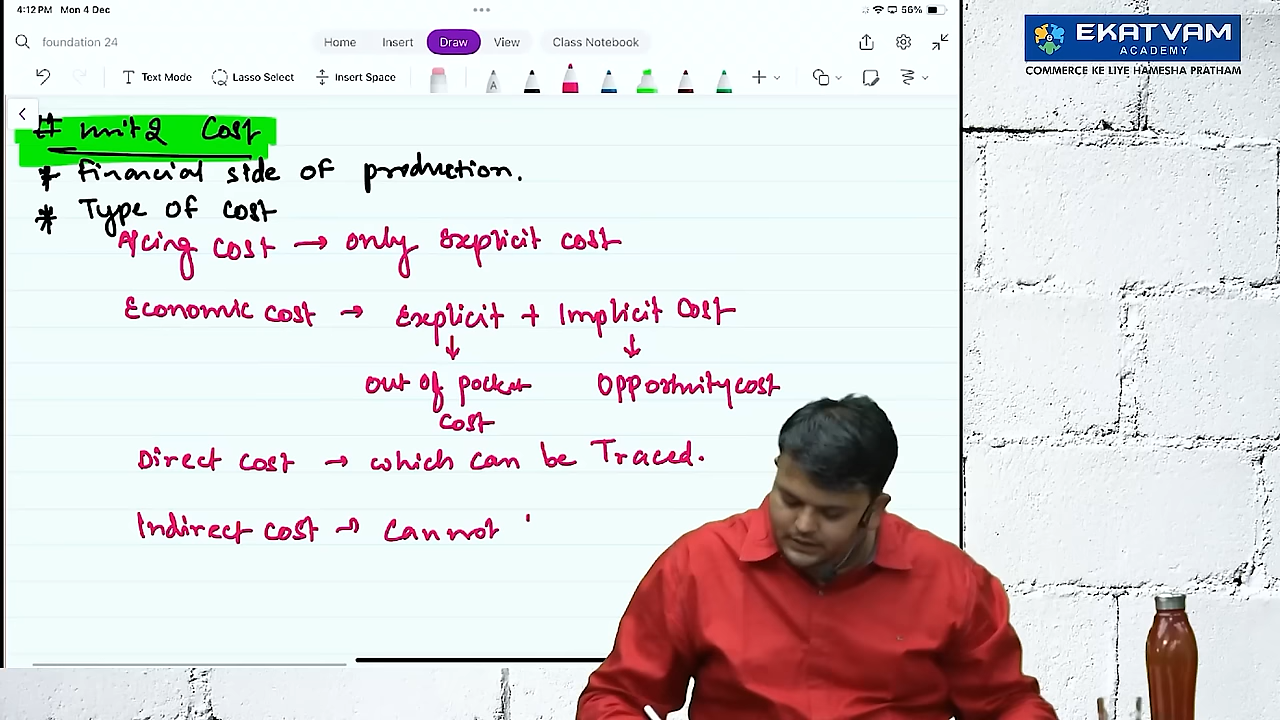 4:12 PM Mon 4 Dec
56%
foundation 24
Home Insert Draw View Class Notebook
Text Mode Lasso Select Insert Space
EKATVAM
ACADEMY
COMMERCE KE LIYE HAMESHA PRATHAM
# Unit 2 Cost
* Financial side of production.
* Type of cost
cost → only Explicit cost
Economic cost → Explicit + Implicit Cost
↓ ↓
out of pocket opportunity cost
cost
Direct cost → which can be Traced.
Indirect cost → cannot